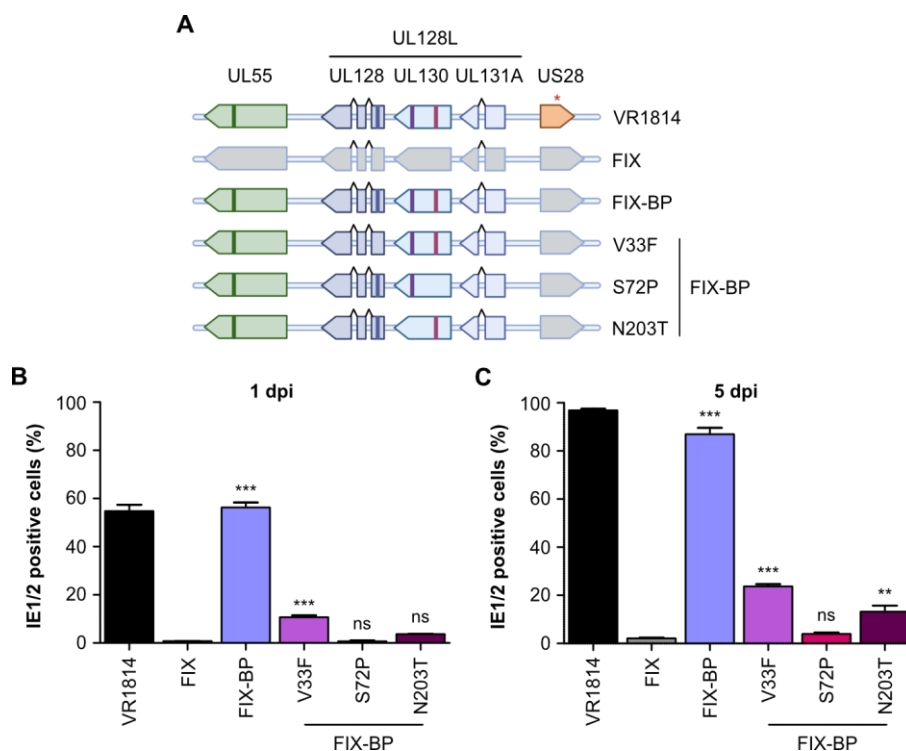 A
UL128L
UL55 UL128 UL130 UL131A US28
*
VR1814
FIX
FIX-BP
V33F
S72P
N203T
FIX-BP
B
1 dpi
IE1/2 positive cells (%)
100
80
60
40
20
0
***
***
ns
ns
VR1814
FIX
FIX-BP
V33F
S72P
N203T
FIX-BP
C
5 dpi
IE1/2 positive cells (%)
100
80
60
40
20
0
***
***
ns
**
VR1814
FIX
FIX-BP
V33F
S72P
N203T
FIX-BP